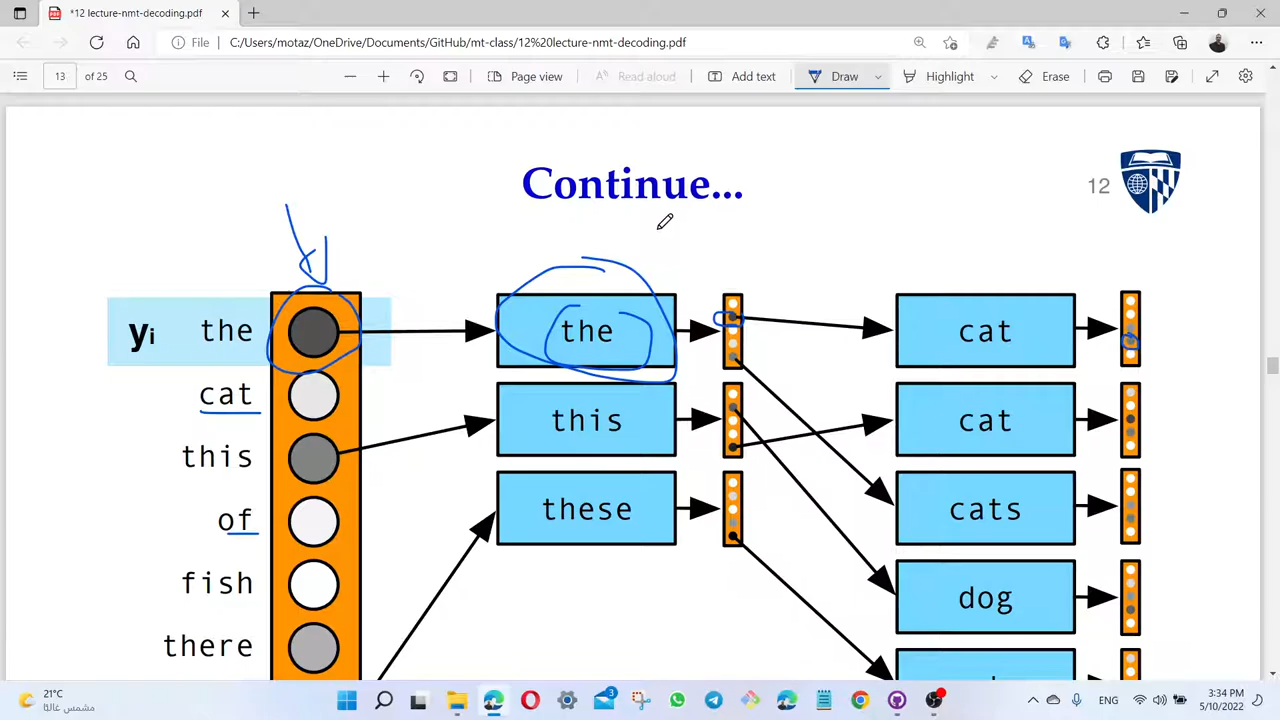 *12 lecture-nmt-decoding.pdf
File C:/Users/motaz/OneDrive/Documents/GitHub/mt-class/12%20lecture-nmt-decoding.pdf
13 of 25 Page view Read aloud Add text Draw Highlight Erase
Continue...
12
yi the the cat
cat
this this cat
of these cats
fish dog
there
21°C
مشمس غالبًا
3
ENG
3:34 PM
5/10/2022